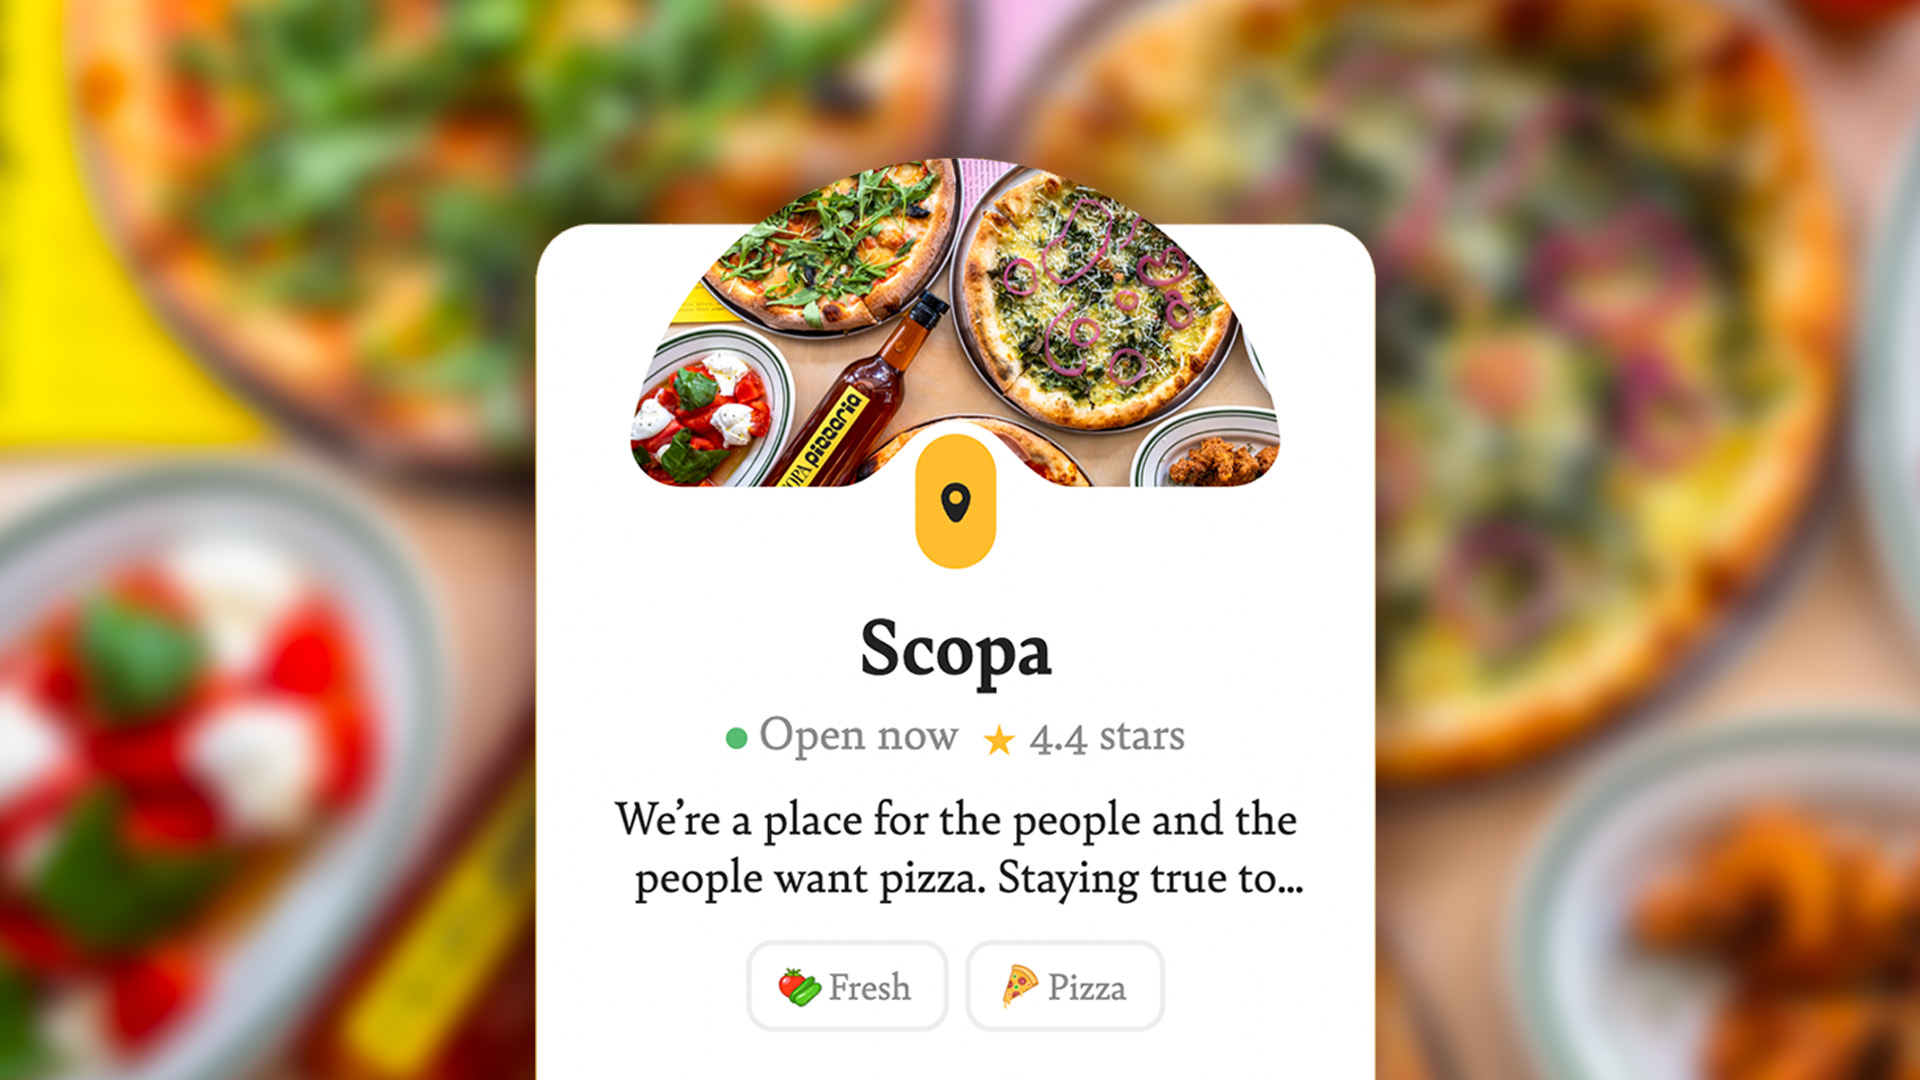 OPA pizzaria
Scopa
Open now 4.4 stars
We’re a place for the people and the
people want pizza. Staying true to...
Fresh Pizza